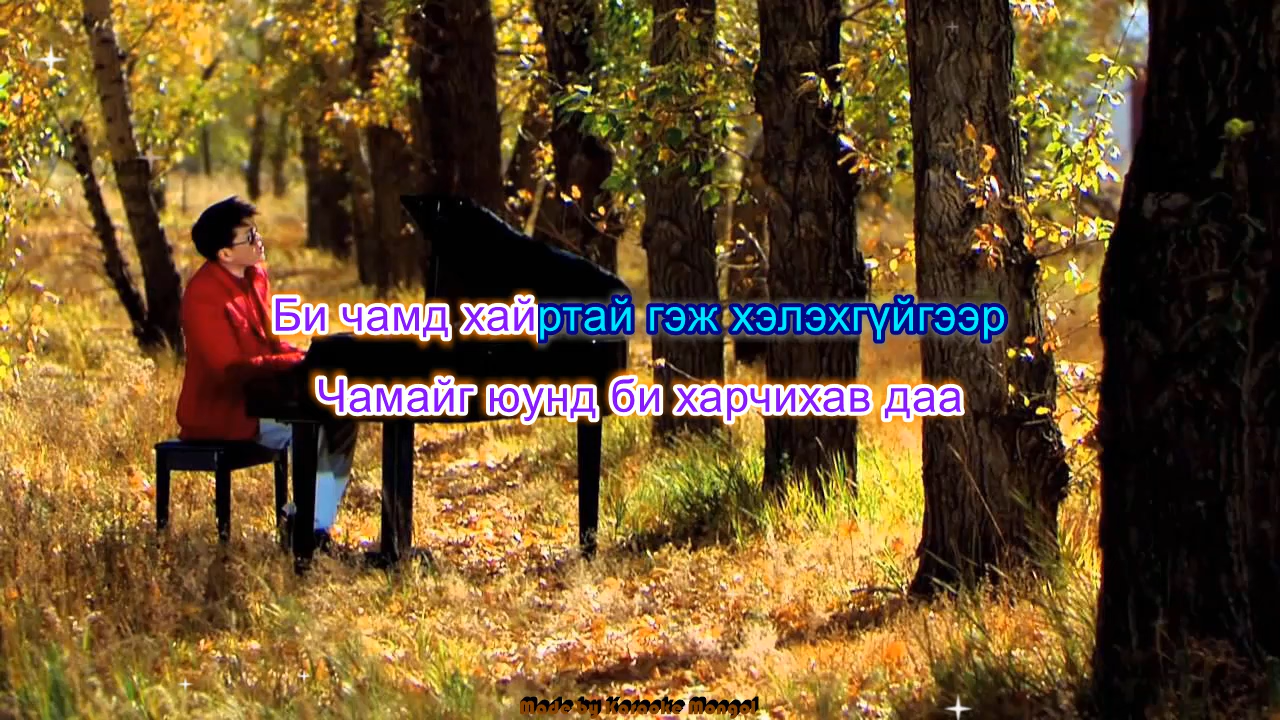 Би чамд хайртай гэж хэлэхгүйгээр
Чамайг юунд би харчихав даа
Made by Karaoke Mongol